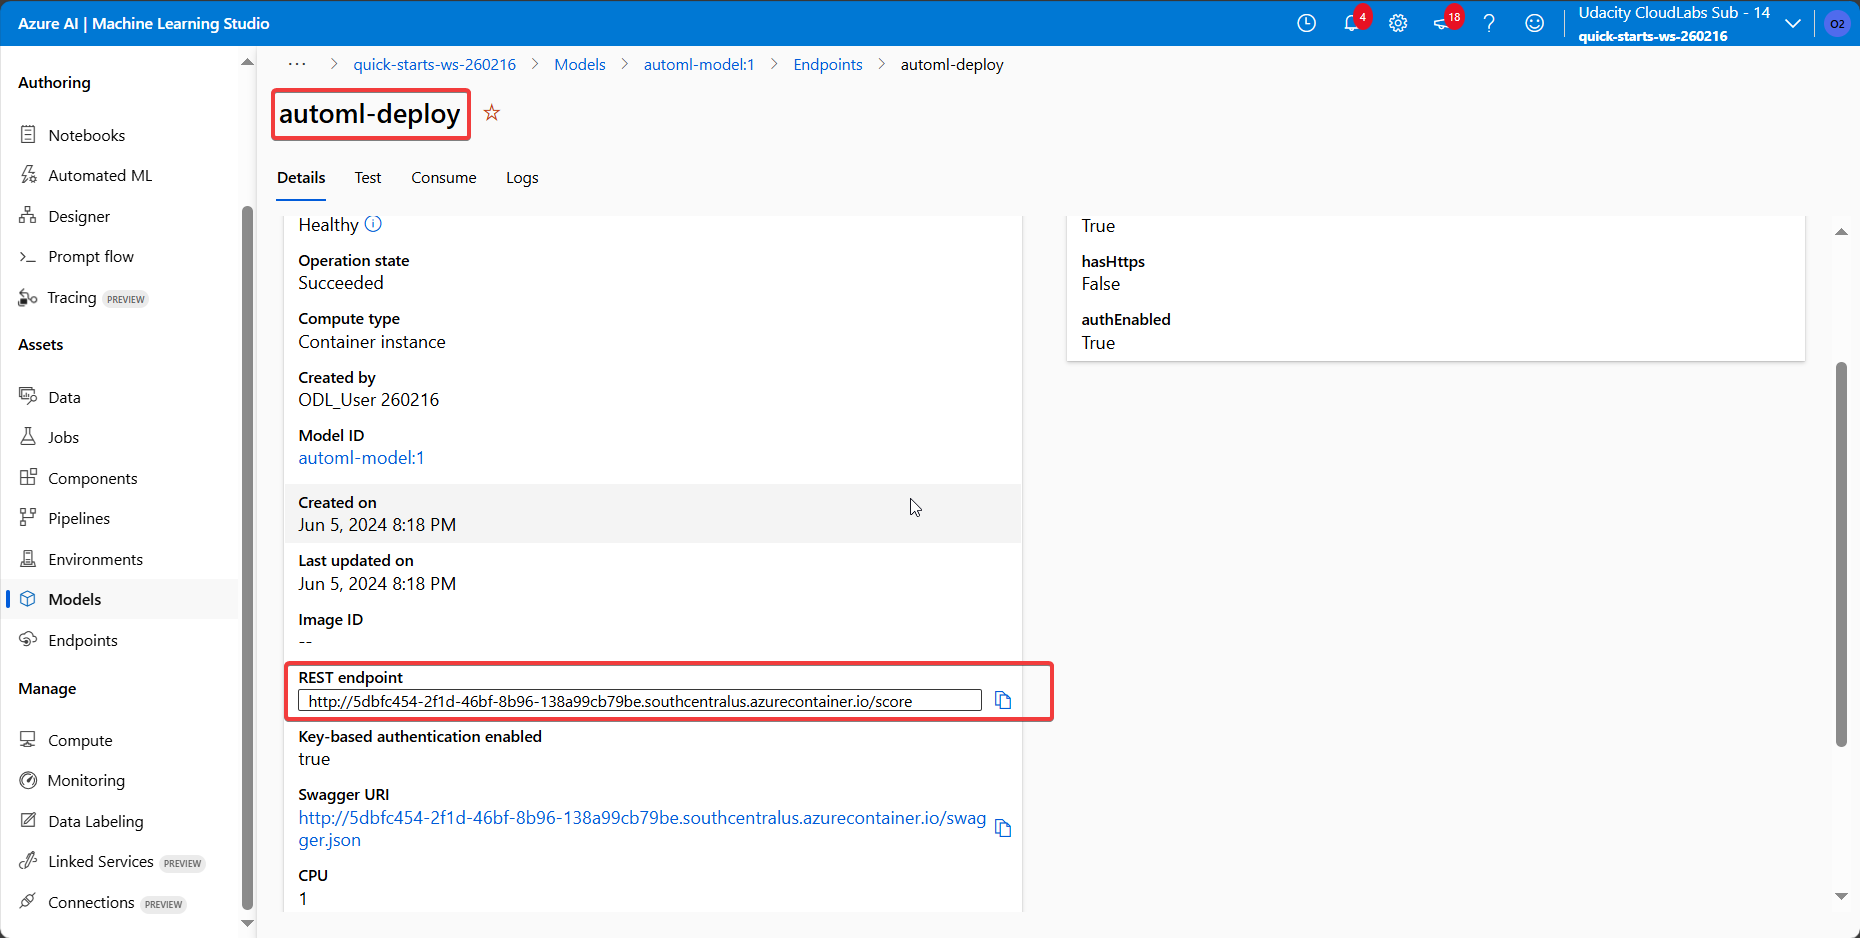 Azure AI | Machine Learning Studio
4
18
Udacity CloudLabs Sub - 14
quick-starts-ws-260216
O2
Authoring
Notebooks
Automated ML
Designer
Prompt flow
Tracing PREVIEW
Assets
Data
Jobs
Components
Pipelines
Environments
Models
Endpoints
Manage
Compute
Monitoring
Data Labeling
Linked Services PREVIEW
Connections PREVIEW
... > quick-starts-ws-260216 > Models > automl-model:1 > Endpoints > automl-deploy
automl-deploy
Details Test Consume Logs
Healthy
Operation state
Succeeded
Compute type
Container instance
Created by
ODL_User 260216
Model ID
automl-model:1
Created on
Jun 5, 2024 8:18 PM
Last updated on
Jun 5, 2024 8:18 PM
Image ID
--
REST endpoint
http://5dbfc454-2f1d-46bf-8b96-138a99cb79be.southcentralus.azurecontainer.io/score
Key-based authentication enabled
true
Swagger URI
http://5dbfc454-2f1d-46bf-8b96-138a99cb79be.southcentralus.azurecontainer.io/swag
ger.json
CPU
1
True
hasHttps
False
authEnabled
True